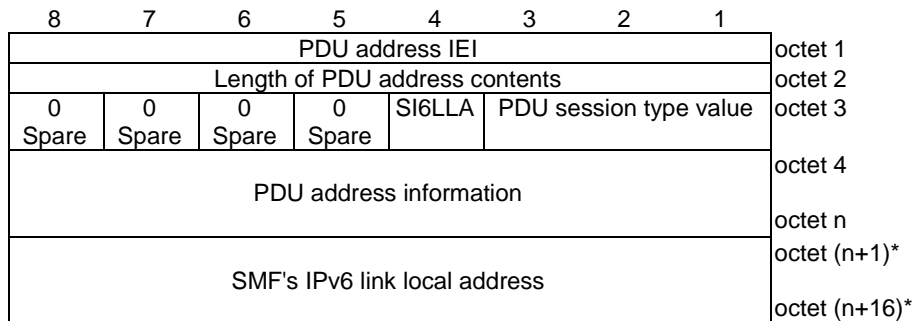 8 7 6 5 4 3 2 1
PDU address IEI octet 1
Length of PDU address contents octet 2
0 0 0 0 SI6LLA PDU session type value octet 3
Spare Spare Spare Spare
octet 4
PDU address information
octet n
octet (n+1)*
SMF's IPv6 link local address
octet (n+16)*